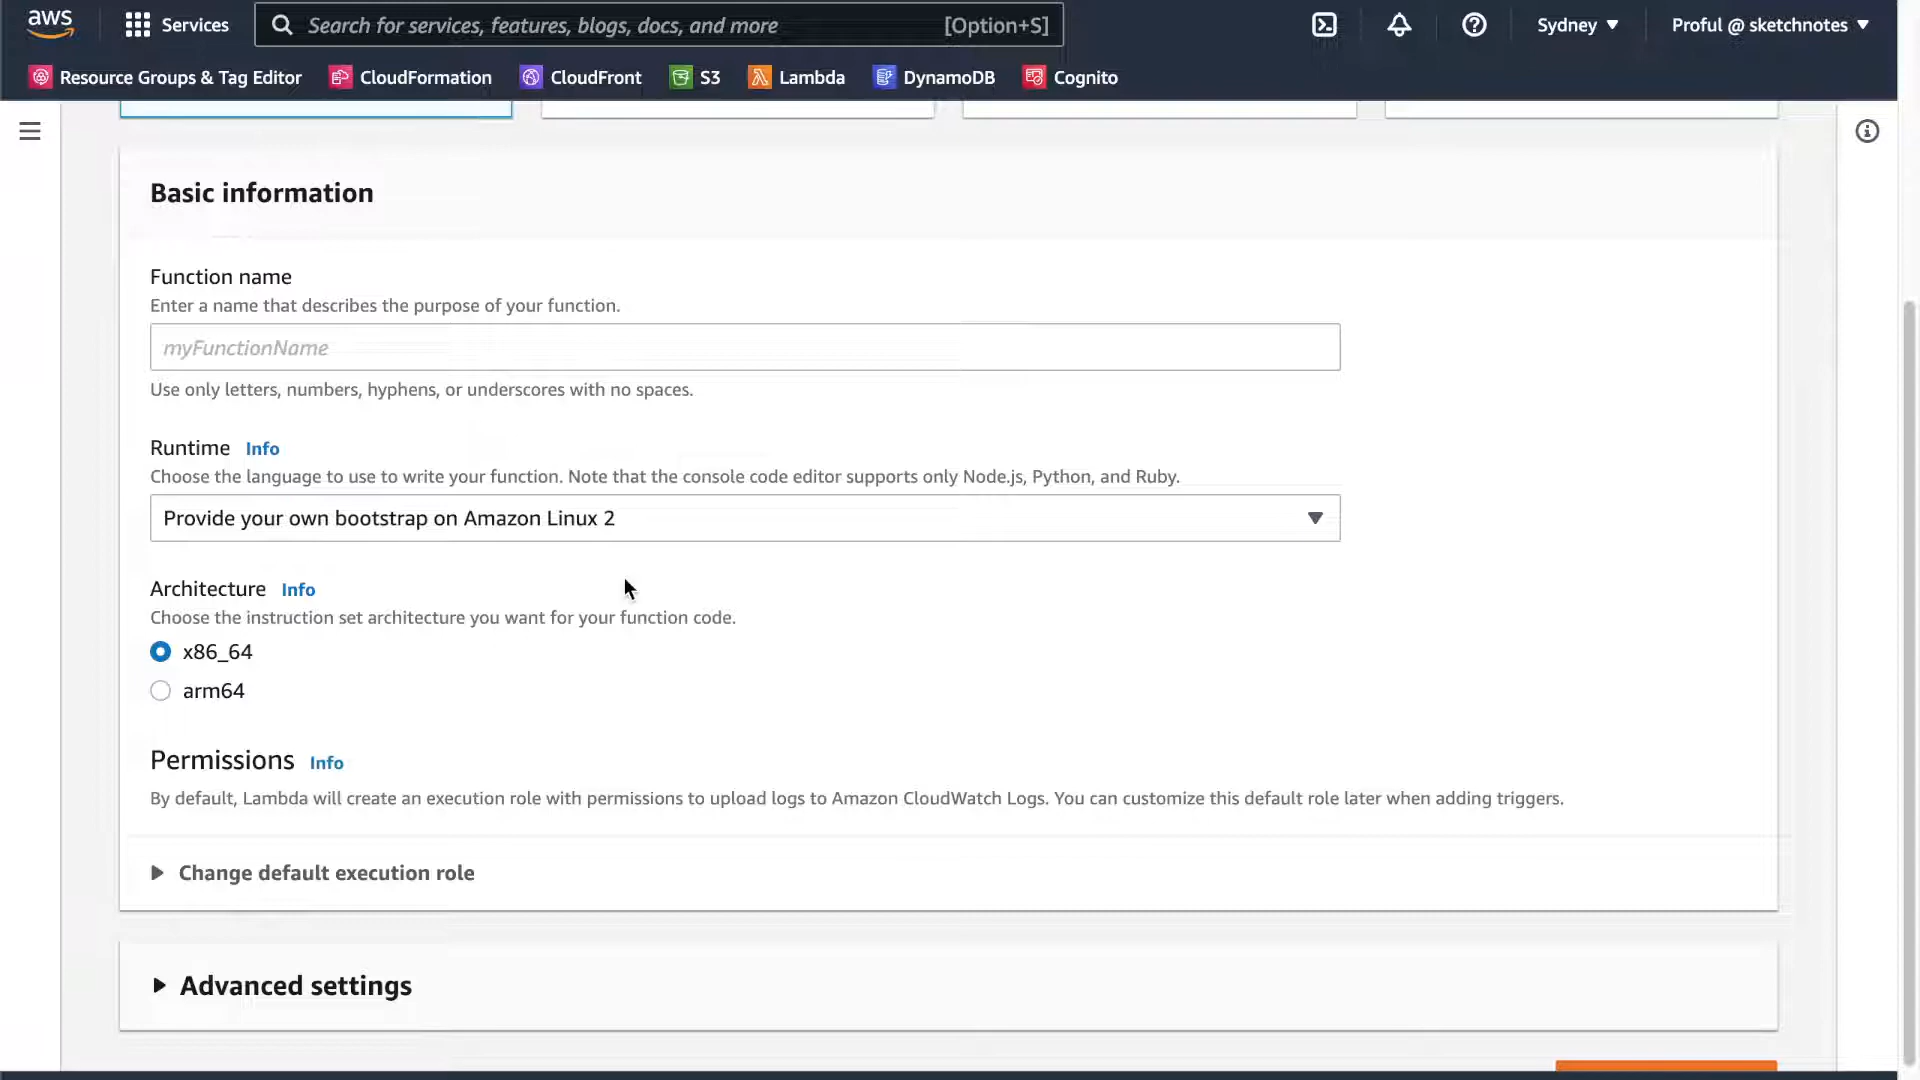 aws
Services
Search for services, features, blogs, docs, and more
[Option+S]
Sydney
Proful @ sketchnotes
Resource Groups & Tag Editor
CloudFormation
CloudFront
S3
Lambda
DynamoDB
Cognito
Basic information
Function name
Enter a name that describes the purpose of your function.
myFunctionName
Use only letters, numbers, hyphens, or underscores with no spaces.
Runtime Info
Choose the language to use to write your function. Note that the console code editor supports only Node.js, Python, and Ruby.
Provide your own bootstrap on Amazon Linux 2
Architecture Info
Choose the instruction set architecture you want for your function code.
x86_64
arm64
Permissions Info
By default, Lambda will create an execution role with permissions to upload logs to Amazon CloudWatch Logs. You can customize this default role later when adding triggers.
Change default execution role
Advanced settings